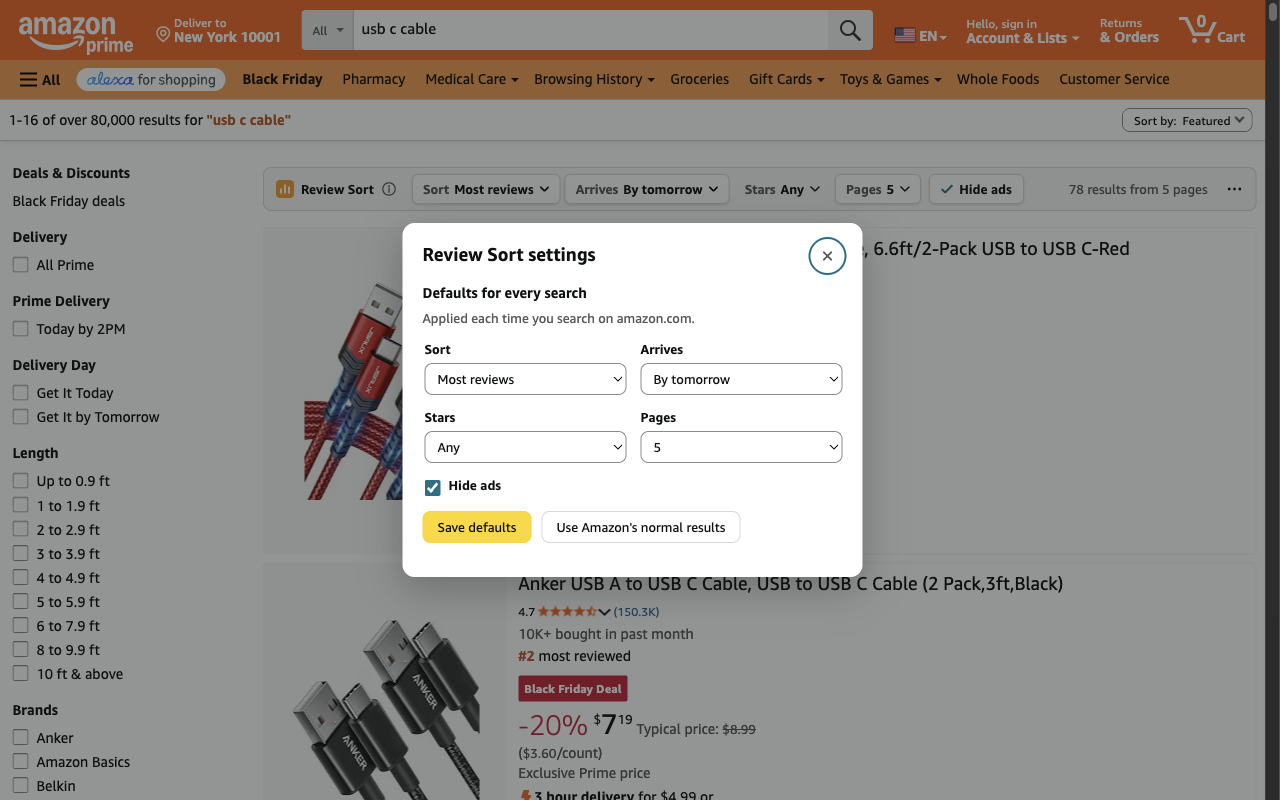 amazon prime
Deliver to
New York 10001
All
usb c cable
EN
Hello, sign in
Account & Lists
Returns
& Orders
0
Cart
All
alexa for shopping
Black Friday
Pharmacy
Medical Care
Browsing History
Groceries
Gift Cards
Toys & Games
Whole Foods
Customer Service
1-16 of over 80,000 results for "usb c cable"
Sort by: Featured
Deals & Discounts
Black Friday deals
Delivery
All Prime
Prime Delivery
Today by 2PM
Delivery Day
Get It Today
Get It by Tomorrow
Length
Up to 0.9 ft
1 to 1.9 ft
2 to 2.9 ft
3 to 3.9 ft
4 to 4.9 ft
5 to 5.9 ft
6 to 7.9 ft
8 to 9.9 ft
10 ft & above
Brands
Anker
Amazon Basics
Belkin
Review Sort
Sort Most reviews
Arrives By tomorrow
Stars Any
Pages 5
Hide ads
78 results from 5 pages
6.6ft/2-Pack USB to USB C-Red
JSAUX
JSAUX
Review Sort settings
Defaults for every search
Applied each time you search on amazon.com.
Sort
Arrives
Most reviews
By tomorrow
Stars
Pages
Any
5
Hide ads
Save defaults
Use Amazon's normal results
Anker USB A to USB C Cable, USB to USB C Cable (2 Pack,3ft,Black)
4.7 (150.3K)
10K+ bought in past month
#2 most reviewed
Black Friday Deal
-20% $7 19 Typical price: $8.99
($3.60/count)
Exclusive Prime price
3 hour delivery for $4.99 or
ANKER
ANKER